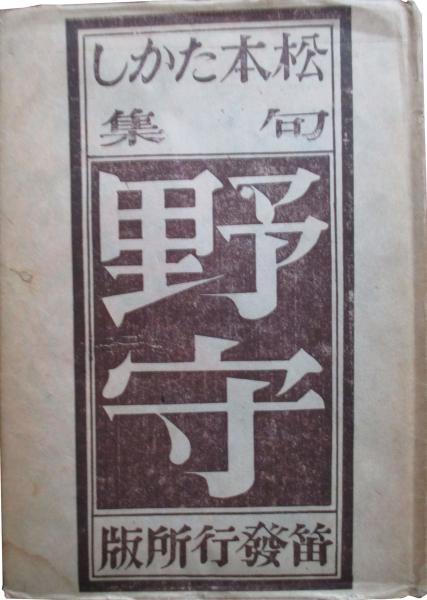 松本たかし
句集
野守
笛發行所版